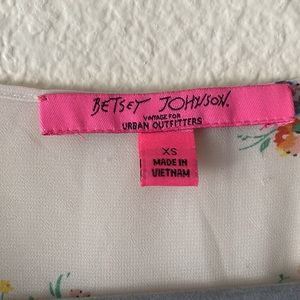 BETSEY JOHNSON.
VINTAGE FOR
URBAN OUTFITTERS
XS
MADE IN
VIETNAM